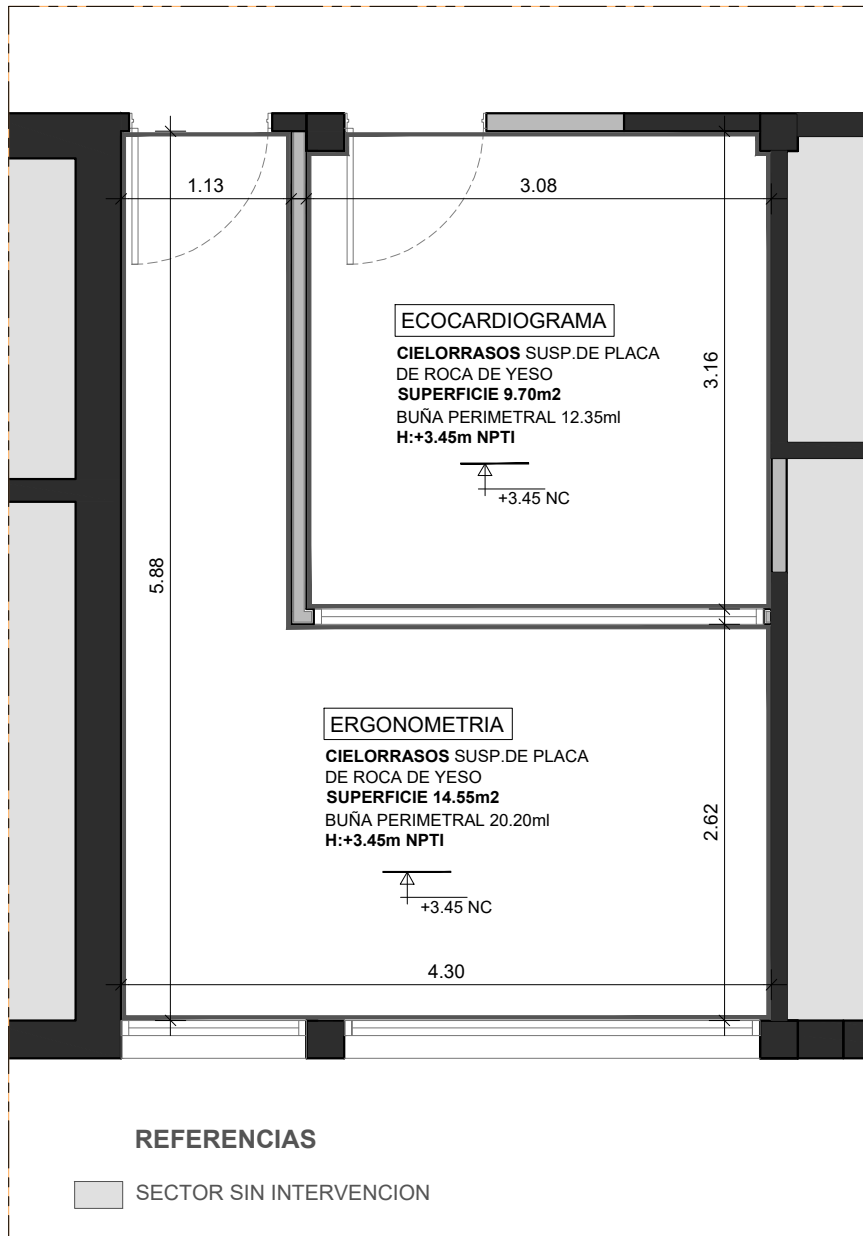 1.13
3.08
ECOCARDIOGRAMA
CIELORRASOS SUSP.DE PLACA
DE ROCA DE YESO
SUPERFICIE 9.70m2
BUÑA PERIMETRAL 12.35ml
H:+3.45m NPTI
3.16
+3.45 NC
5.88
ERGONOMETRIA
CIELORRASOS SUSP.DE PLACA
DE ROCA DE YESO
SUPERFICIE 14.55m2
BUÑA PERIMETRAL 20.20ml
H:+3.45m NPTI
2.62
+3.45 NC
4.30
REFERENCIAS
SECTOR SIN INTERVENCION